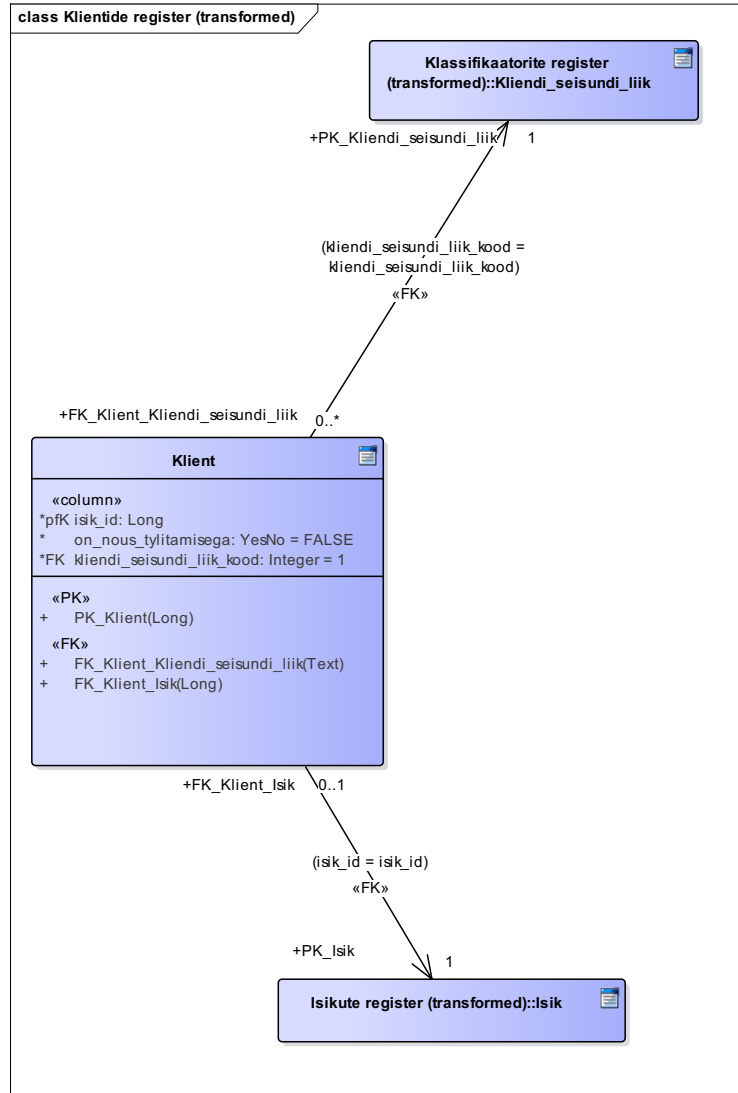 class Klientide register (transformed)
Klassifikaatorite register
(transformed)::Kliendi_seisundi_liik
+PK_Kliendi_seisundi_liik
1
(kliendi_seisundi_liik_kood =
kliendi_seisundi_liik_kood)
«FK»
+FK_Klient_Kliendi_seisundi_liik
0..*
Klient
«column»
*pfK isik_id: Long
* on_nous_tylitamisega: YesNo = FALSE
*FK kliendi_seisundi_liik_kood: Integer = 1
«PK»
+ PK_Klient(Long)
«FK»
+ FK_Klient_Kliendi_seisundi_liik(Text)
+ FK_Klient_Isik(Long)
+FK_Klient_Isik
0..1
(isik_id = isik_id)
«FK»
+PK_Isik
1
Isikute register (transformed)::Isik